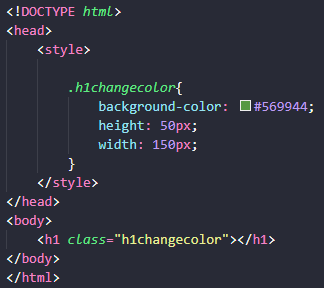 <!DOCTYPE html>
<head>
    <style>

        .h1changecolor{
            background-color: #569944;
            height: 50px;
            width: 150px;
        }
    </style>
</head>
<body>
    <h1 class="h1changecolor"></h1>
</body>
</html>